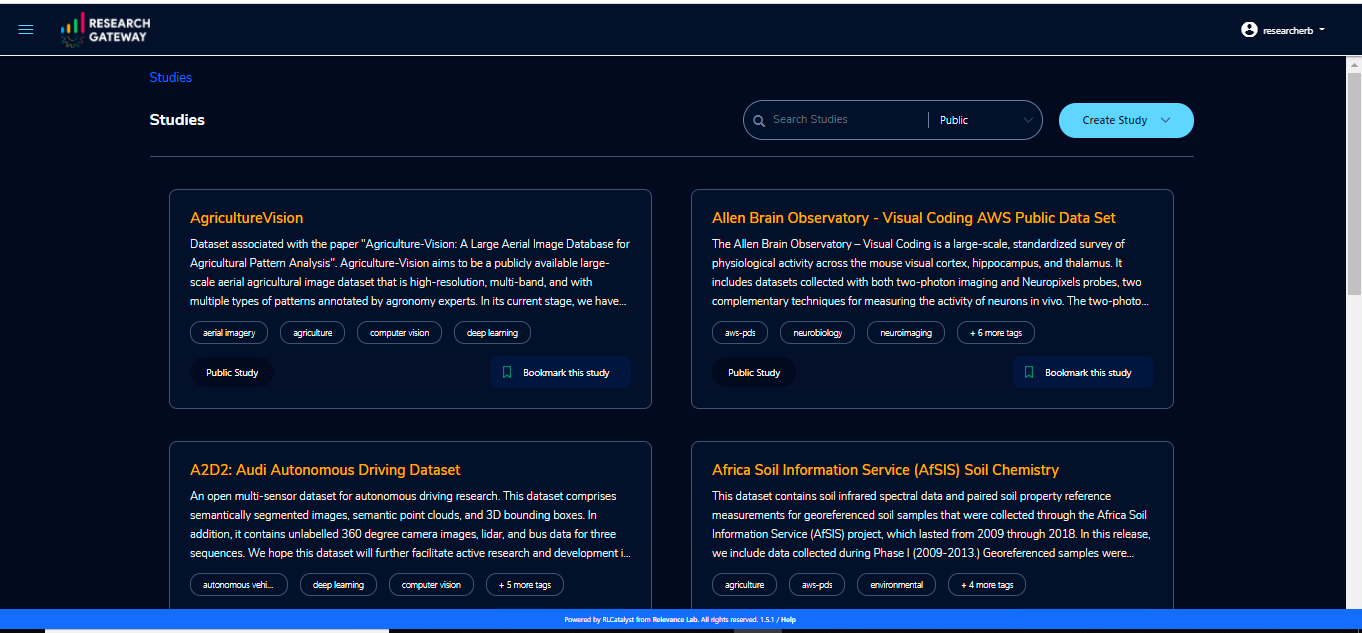 RESEARCH
GATEWAY
researcherb
Studies
Studies
Search Studies
Public
Create Study
AgricultureVision
Dataset associated with the paper "Agriculture-Vision: A Large Aerial Image Database for
Agricultural Pattern Analysis". Agriculture-Vision aims to be a publicly available large-
scale aerial agricultural image dataset that is high-resolution, multi-band, and with
multiple types of patterns annotated by agronomy experts. In its current stage, we have...
aerial imagery
agriculture
computer vision
deep learning
Public Study
Bookmark this study
Allen Brain Observatory - Visual Coding AWS Public Data Set
The Allen Brain Observatory – Visual Coding is a large-scale, standardized survey of
physiological activity across the mouse visual cortex, hippocampus, and thalamus. It
includes datasets collected with both two-photon imaging and Neuropixels probes, two
complementary techniques for measuring the activity of neurons in vivo. The two-photo...
aws-pds
neurobiology
neuroimaging
+ 6 more tags
Public Study
Bookmark this study
A2D2: Audi Autonomous Driving Dataset
An open multi-sensor dataset for autonomous driving research. This dataset comprises
semantically segmented images, semantic point clouds, and 3D bounding boxes. In
addition, it contains unlabelled 360 degree camera images, lidar, and bus data for three
sequences. We hope this dataset will further facilitate active research and development i...
autonomous vehi...
deep learning
computer vision
+ 5 more tags
Africa Soil Information Service (AfSIS) Soil Chemistry
This dataset contains soil infrared spectral data and paired soil property reference
measurements for georeferenced soil samples that were collected through the Africa Soil
Information Service (AfSIS) project, which lasted from 2009 through 2018. In this release,
we include data collected during Phase I (2009-2013.) Georeferenced samples were...
agriculture
aws-pds
environmental
+ 4 more tags
Powered by RLCatalyst from Relevance Lab. All rights reserved. 1.5.1 / Help